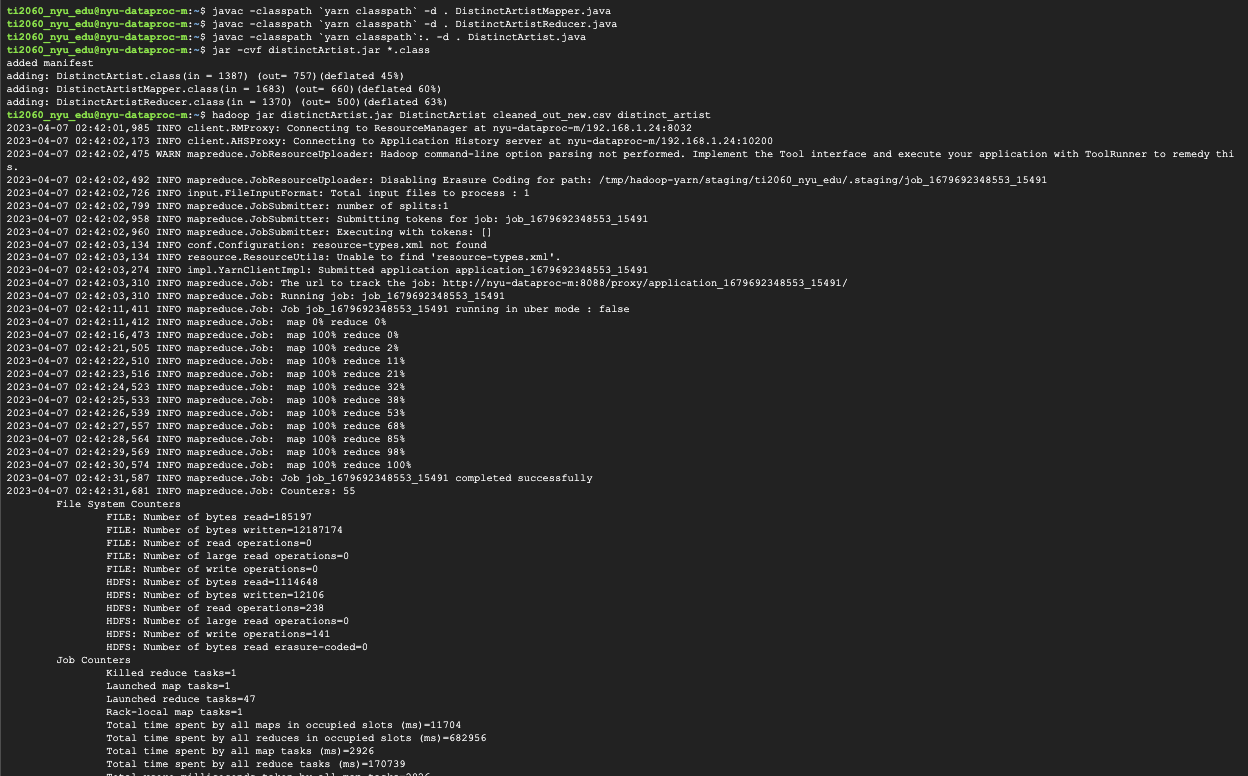 ti2060_nyu_edu@nyu-dataproc-m:~$ javac -classpath `yarn classpath` -d . DistinctArtistMapper.java
ti2060_nyu_edu@nyu-dataproc-m:~$ javac -classpath `yarn classpath` -d . DistinctArtistReducer.java
ti2060_nyu_edu@nyu-dataproc-m:~$ javac -classpath `yarn classpath`:. -d . DistinctArtist.java
ti2060_nyu_edu@nyu-dataproc-m:~$ jar -cvf distinctArtist.jar *.class
added manifest
adding: DistinctArtist.class(in = 1387) (out= 757)(deflated 45%)
adding: DistinctArtistMapper.class(in = 1683) (out= 660)(deflated 60%)
adding: DistinctArtistReducer.class(in = 1370) (out= 500)(deflated 63%)
ti2060_nyu_edu@nyu-dataproc-m:~$ hadoop jar distinctArtist.jar DistinctArtist cleaned_out_new.csv distinct_artist
2023-04-07 02:42:01,985 INFO client.RMProxy: Connecting to ResourceManager at nyu-dataproc-m/192.168.1.24:8032
2023-04-07 02:42:02,173 INFO client.AHSProxy: Connecting to Application History server at nyu-dataproc-m/192.168.1.24:10200
2023-04-07 02:42:02,475 WARN mapreduce.JobResourceUploader: Hadoop command-line option parsing not performed. Implement the Tool interface and execute your application with ToolRunner to remedy thi
s.
2023-04-07 02:42:02,492 INFO mapreduce.JobResourceUploader: Disabling Erasure Coding for path: /tmp/hadoop-yarn/staging/ti2060_nyu_edu/.staging/job_1679692348553_15491
2023-04-07 02:42:02,726 INFO input.FileInputFormat: Total input files to process : 1
2023-04-07 02:42:02,799 INFO mapreduce.JobSubmitter: number of splits:1
2023-04-07 02:42:02,958 INFO mapreduce.JobSubmitter: Submitting tokens for job: job_1679692348553_15491
2023-04-07 02:42:02,960 INFO mapreduce.JobSubmitter: Executing with tokens: []
2023-04-07 02:42:03,134 INFO conf.Configuration: resource-types.xml not found
2023-04-07 02:42:03,134 INFO resource.ResourceUtils: Unable to find 'resource-types.xml'.
2023-04-07 02:42:03,274 INFO impl.YarnClientImpl: Submitted application application_1679692348553_15491
2023-04-07 02:42:03,310 INFO mapreduce.Job: The url to track the job: http://nyu-dataproc-m:8088/proxy/application_1679692348553_15491/
2023-04-07 02:42:03,310 INFO mapreduce.Job: Running job: job_1679692348553_15491
2023-04-07 02:42:11,411 INFO mapreduce.Job: Job job_1679692348553_15491 running in uber mode : false
2023-04-07 02:42:11,412 INFO mapreduce.Job:  map 0% reduce 0%
2023-04-07 02:42:16,473 INFO mapreduce.Job:  map 100% reduce 0%
2023-04-07 02:42:21,505 INFO mapreduce.Job:  map 100% reduce 2%
2023-04-07 02:42:22,510 INFO mapreduce.Job:  map 100% reduce 11%
2023-04-07 02:42:23,516 INFO mapreduce.Job:  map 100% reduce 21%
2023-04-07 02:42:24,523 INFO mapreduce.Job:  map 100% reduce 32%
2023-04-07 02:42:25,533 INFO mapreduce.Job:  map 100% reduce 38%
2023-04-07 02:42:26,539 INFO mapreduce.Job:  map 100% reduce 53%
2023-04-07 02:42:27,557 INFO mapreduce.Job:  map 100% reduce 68%
2023-04-07 02:42:28,564 INFO mapreduce.Job:  map 100% reduce 85%
2023-04-07 02:42:29,569 INFO mapreduce.Job:  map 100% reduce 98%
2023-04-07 02:42:30,574 INFO mapreduce.Job:  map 100% reduce 100%
2023-04-07 02:42:31,587 INFO mapreduce.Job: Job job_1679692348553_15491 completed successfully
2023-04-07 02:42:31,681 INFO mapreduce.Job: Counters: 55
File System Counters
FILE: Number of bytes read=185197
FILE: Number of bytes written=12187174
FILE: Number of read operations=0
FILE: Number of large read operations=0
FILE: Number of write operations=0
HDFS: Number of bytes read=1114648
HDFS: Number of bytes written=12106
HDFS: Number of read operations=238
HDFS: Number of large read operations=0
HDFS: Number of write operations=141
HDFS: Number of bytes read erasure-coded=0
Job Counters
Killed reduce tasks=1
Launched map tasks=1
Launched reduce tasks=47
Rack-local map tasks=1
Total time spent by all maps in occupied slots (ms)=11704
Total time spent by all reduces in occupied slots (ms)=682956
Total time spent by all map tasks (ms)=2926
Total time spent by all reduce tasks (ms)=170739